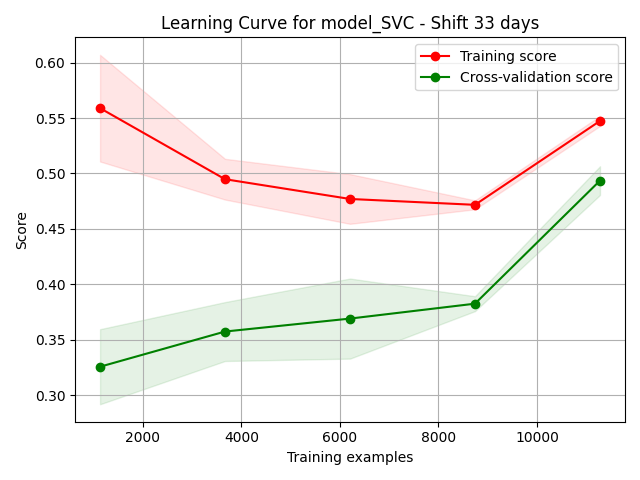 Learning Curve for model_SVC - Shift 33 days
Training score
Cross-validation score
0.60
0.55
0.50
0.45
0.40
0.35
0.30
Score
2000 4000 6000 8000 10000
Training examples